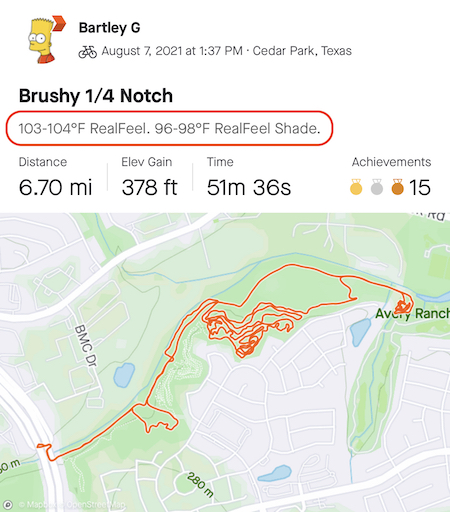 Bartley G
August 7, 2021 at 1:37 PM · Cedar Park, Texas
Brushy 1/4 Notch
103-104°F RealFeel. 96-98°F RealFeel Shade.
Distance Elev Gain Time Achievements
6.70 mi 378 ft 51m 36s 15
Rd
Avery Ranch
BMC Dr
280 m
© Mapbox © OpenStreetMap